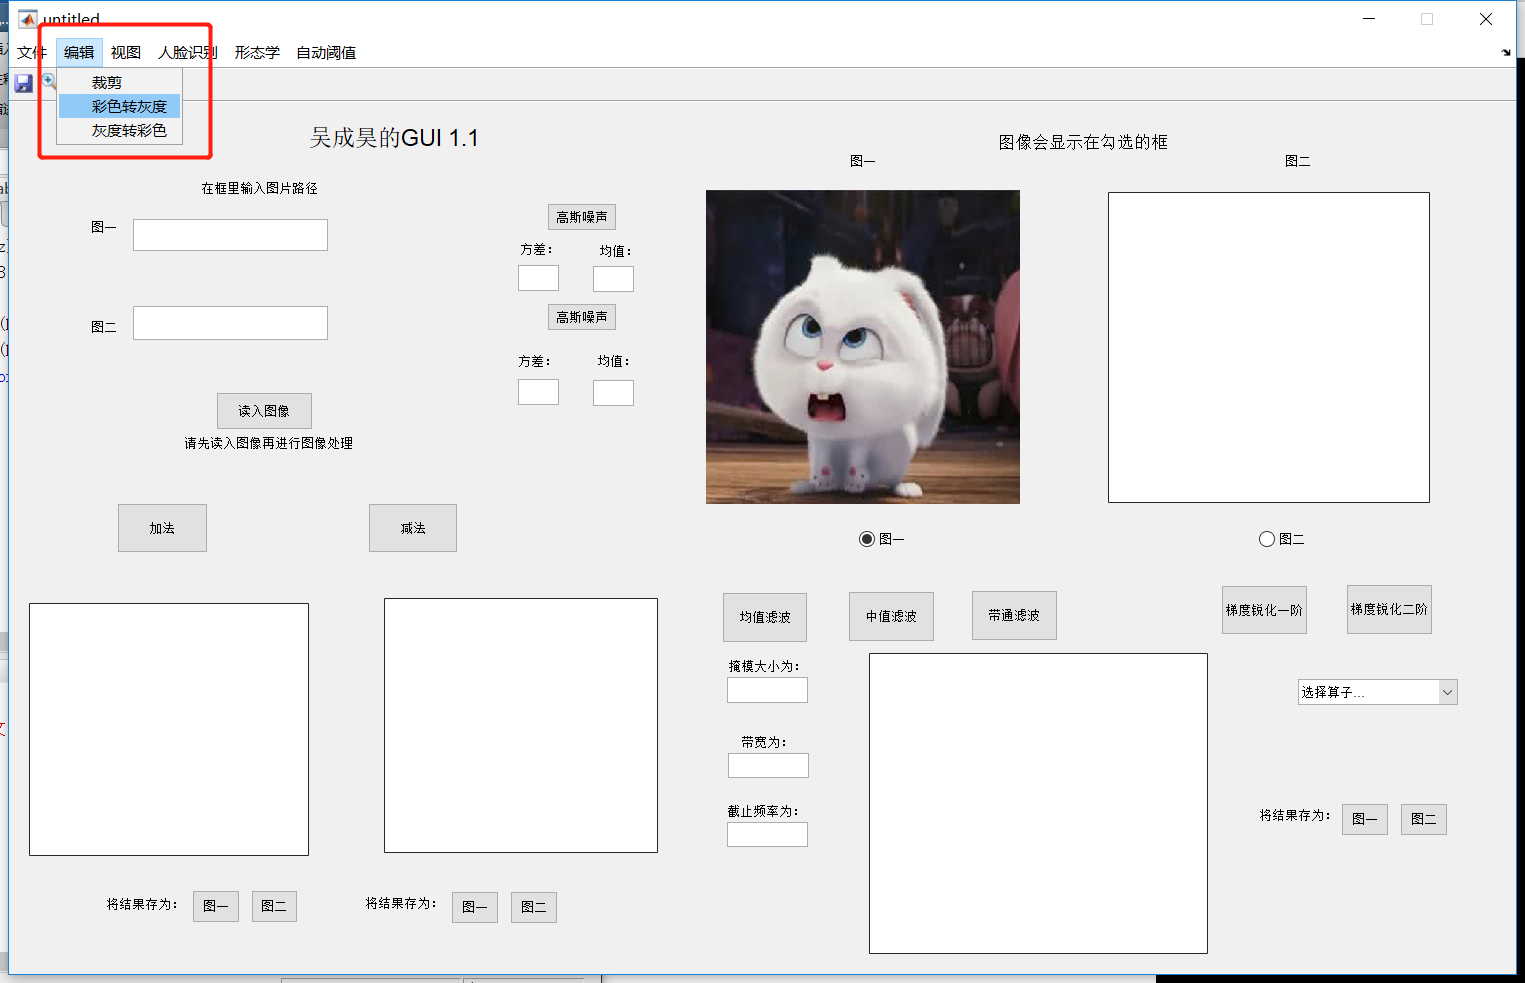 untitled
文件 编辑 视图 人脸识别 形态学 自动阈值
裁剪
彩色转灰度
灰度转彩色
吴成昊的GUI 1.1
图像会显示在勾选的框
图一
图二
在框里输入图片路径
图一
高斯噪声
方差：
均值：
高斯噪声
图二
方差：
均值：
读入图像
请先读入图像再进行图像处理
加法
减法
图一
图二
均值滤波
中值滤波
带通滤波
梯度锐化一阶
梯度锐化二阶
掩模大小为：
选择算子...
带宽为：
截止频率为：
将结果存为：
图一
图二
将结果存为：
图一
图二
将结果存为：
图一
图二